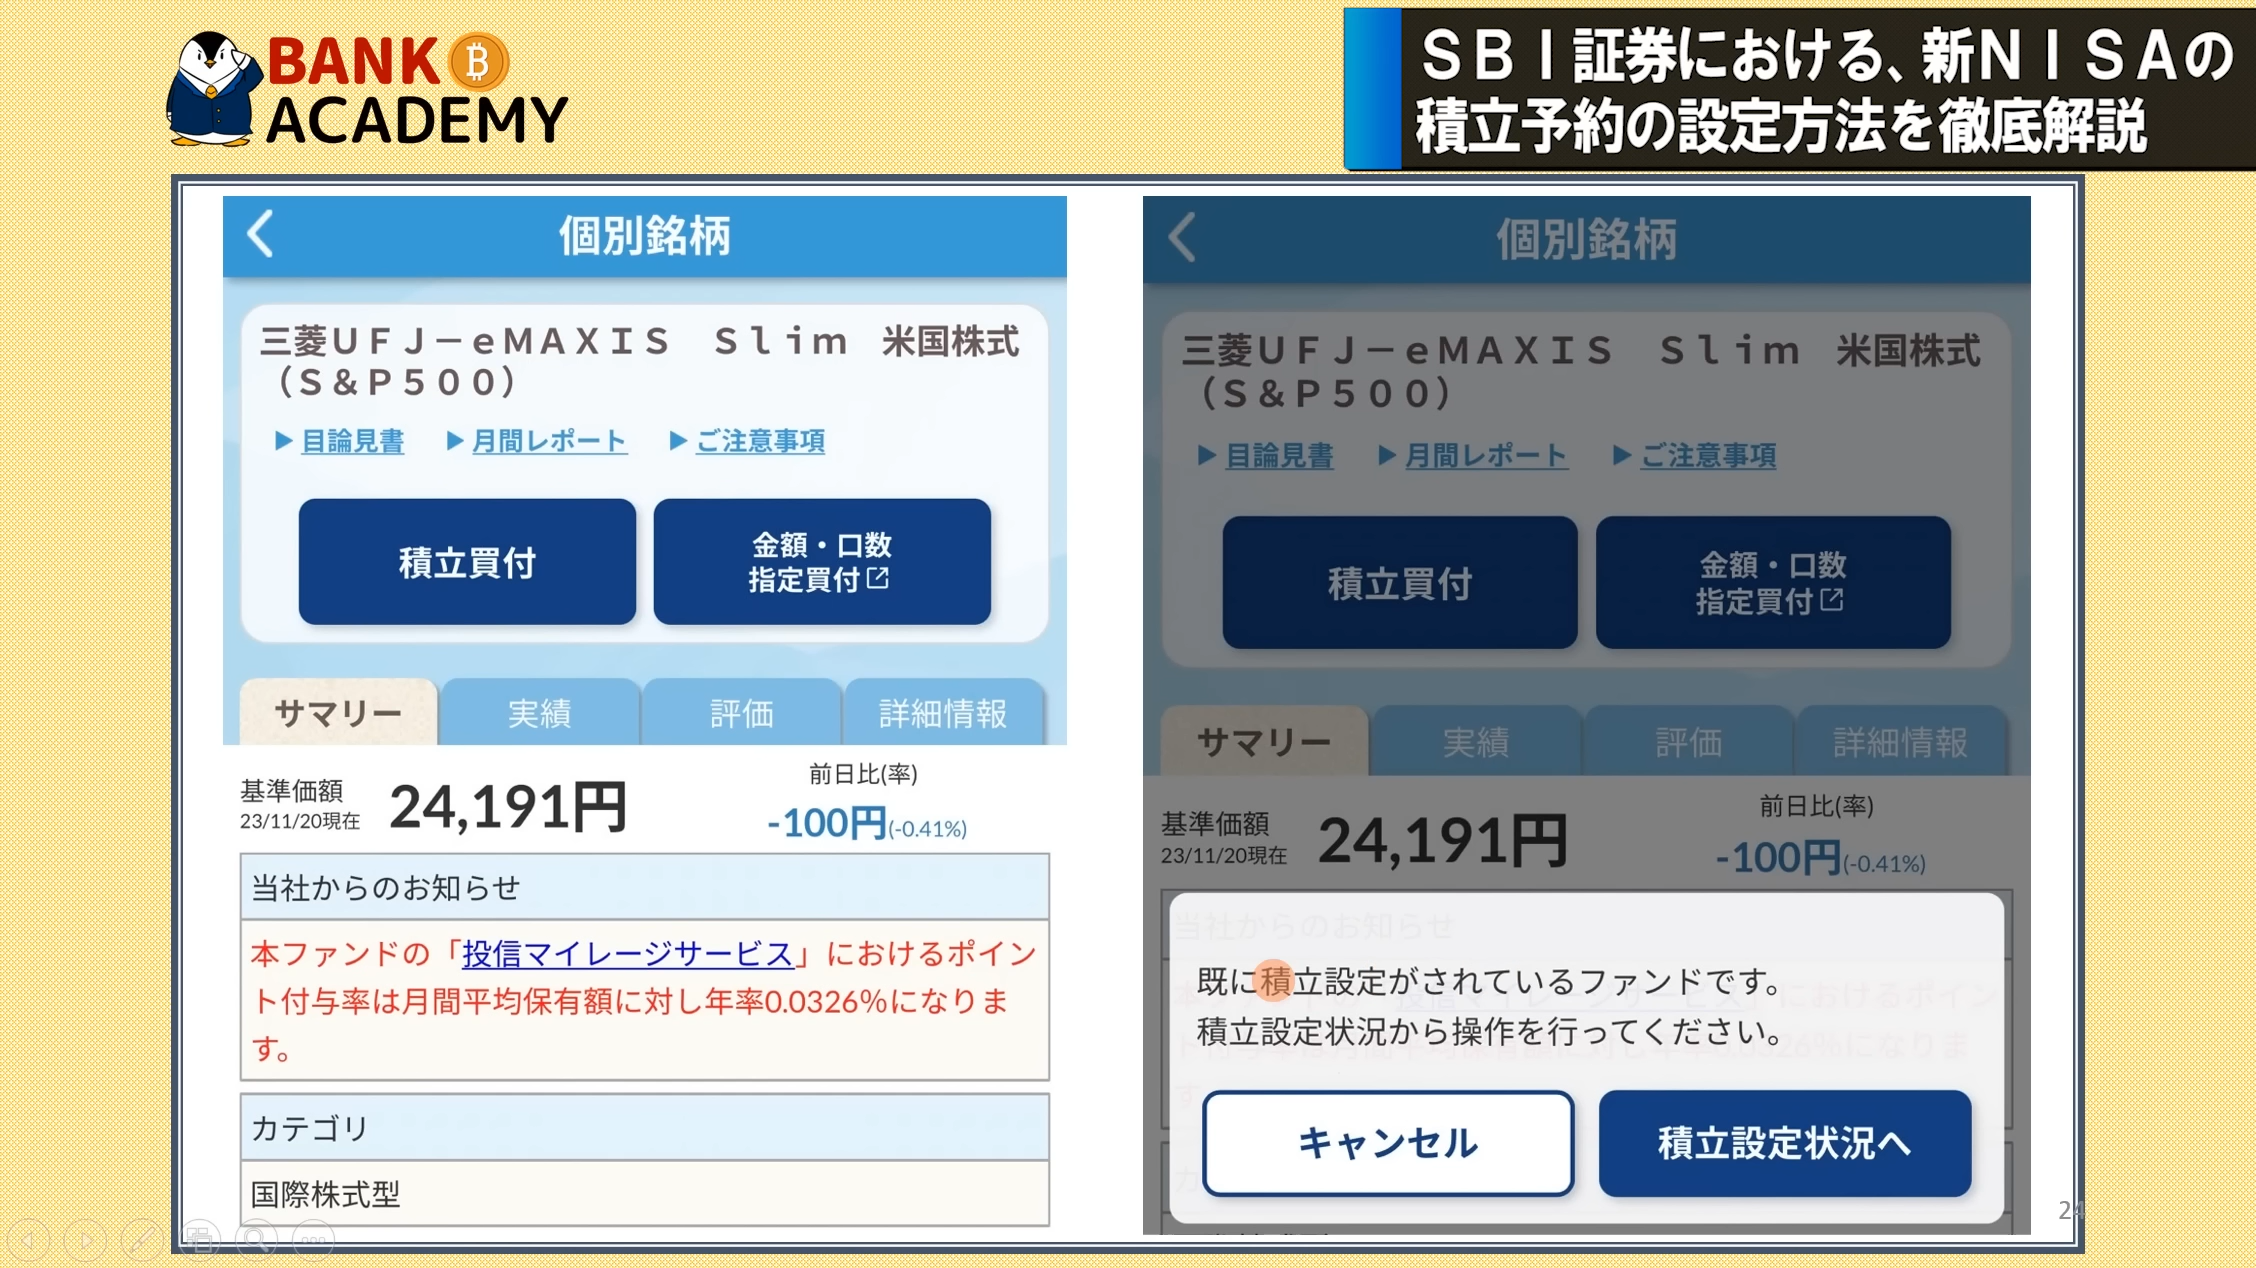 BANK
ACADEMY
ＳＢＩ証券における、新ＮＩＳＡの
積立予約の設定方法を徹底解説
個別銘柄
三菱ＵＦＪ－ｅＭＡＸＩＳ　Ｓｌｉｍ　米国株式
（Ｓ＆Ｐ５００）
▶目論見書 ▶月間レポート ▶ご注意事項
積立買付
金額・口数
指定買付
サマリー 実績 評価 詳細情報
基準価額
23/11/20現在
24,191円
前日比(率)
-100円(-0.41%)
当社からのお知らせ
本ファンドの「投信マイレージサービス」におけるポイン
ト付与率は月間平均保有額に対し年率0.0326%になりま
す。
カテゴリ
国際株式型
個別銘柄
三菱ＵＦＪ－ｅＭＡＸＩＳ　Ｓｌｉｍ　米国株式
（Ｓ＆Ｐ５００）
▶目論見書 ▶月間レポート ▶ご注意事項
積立買付
金額・口数
指定買付
サマリー 実績 評価 詳細情報
基準価額
23/11/20現在
24,191円
前日比(率)
-100円(-0.41%)
当社からのお知らせ
既に積立設定がされているファンドです。
積立設定状況から操作を行ってください。
キャンセル
積立設定状況へ
24